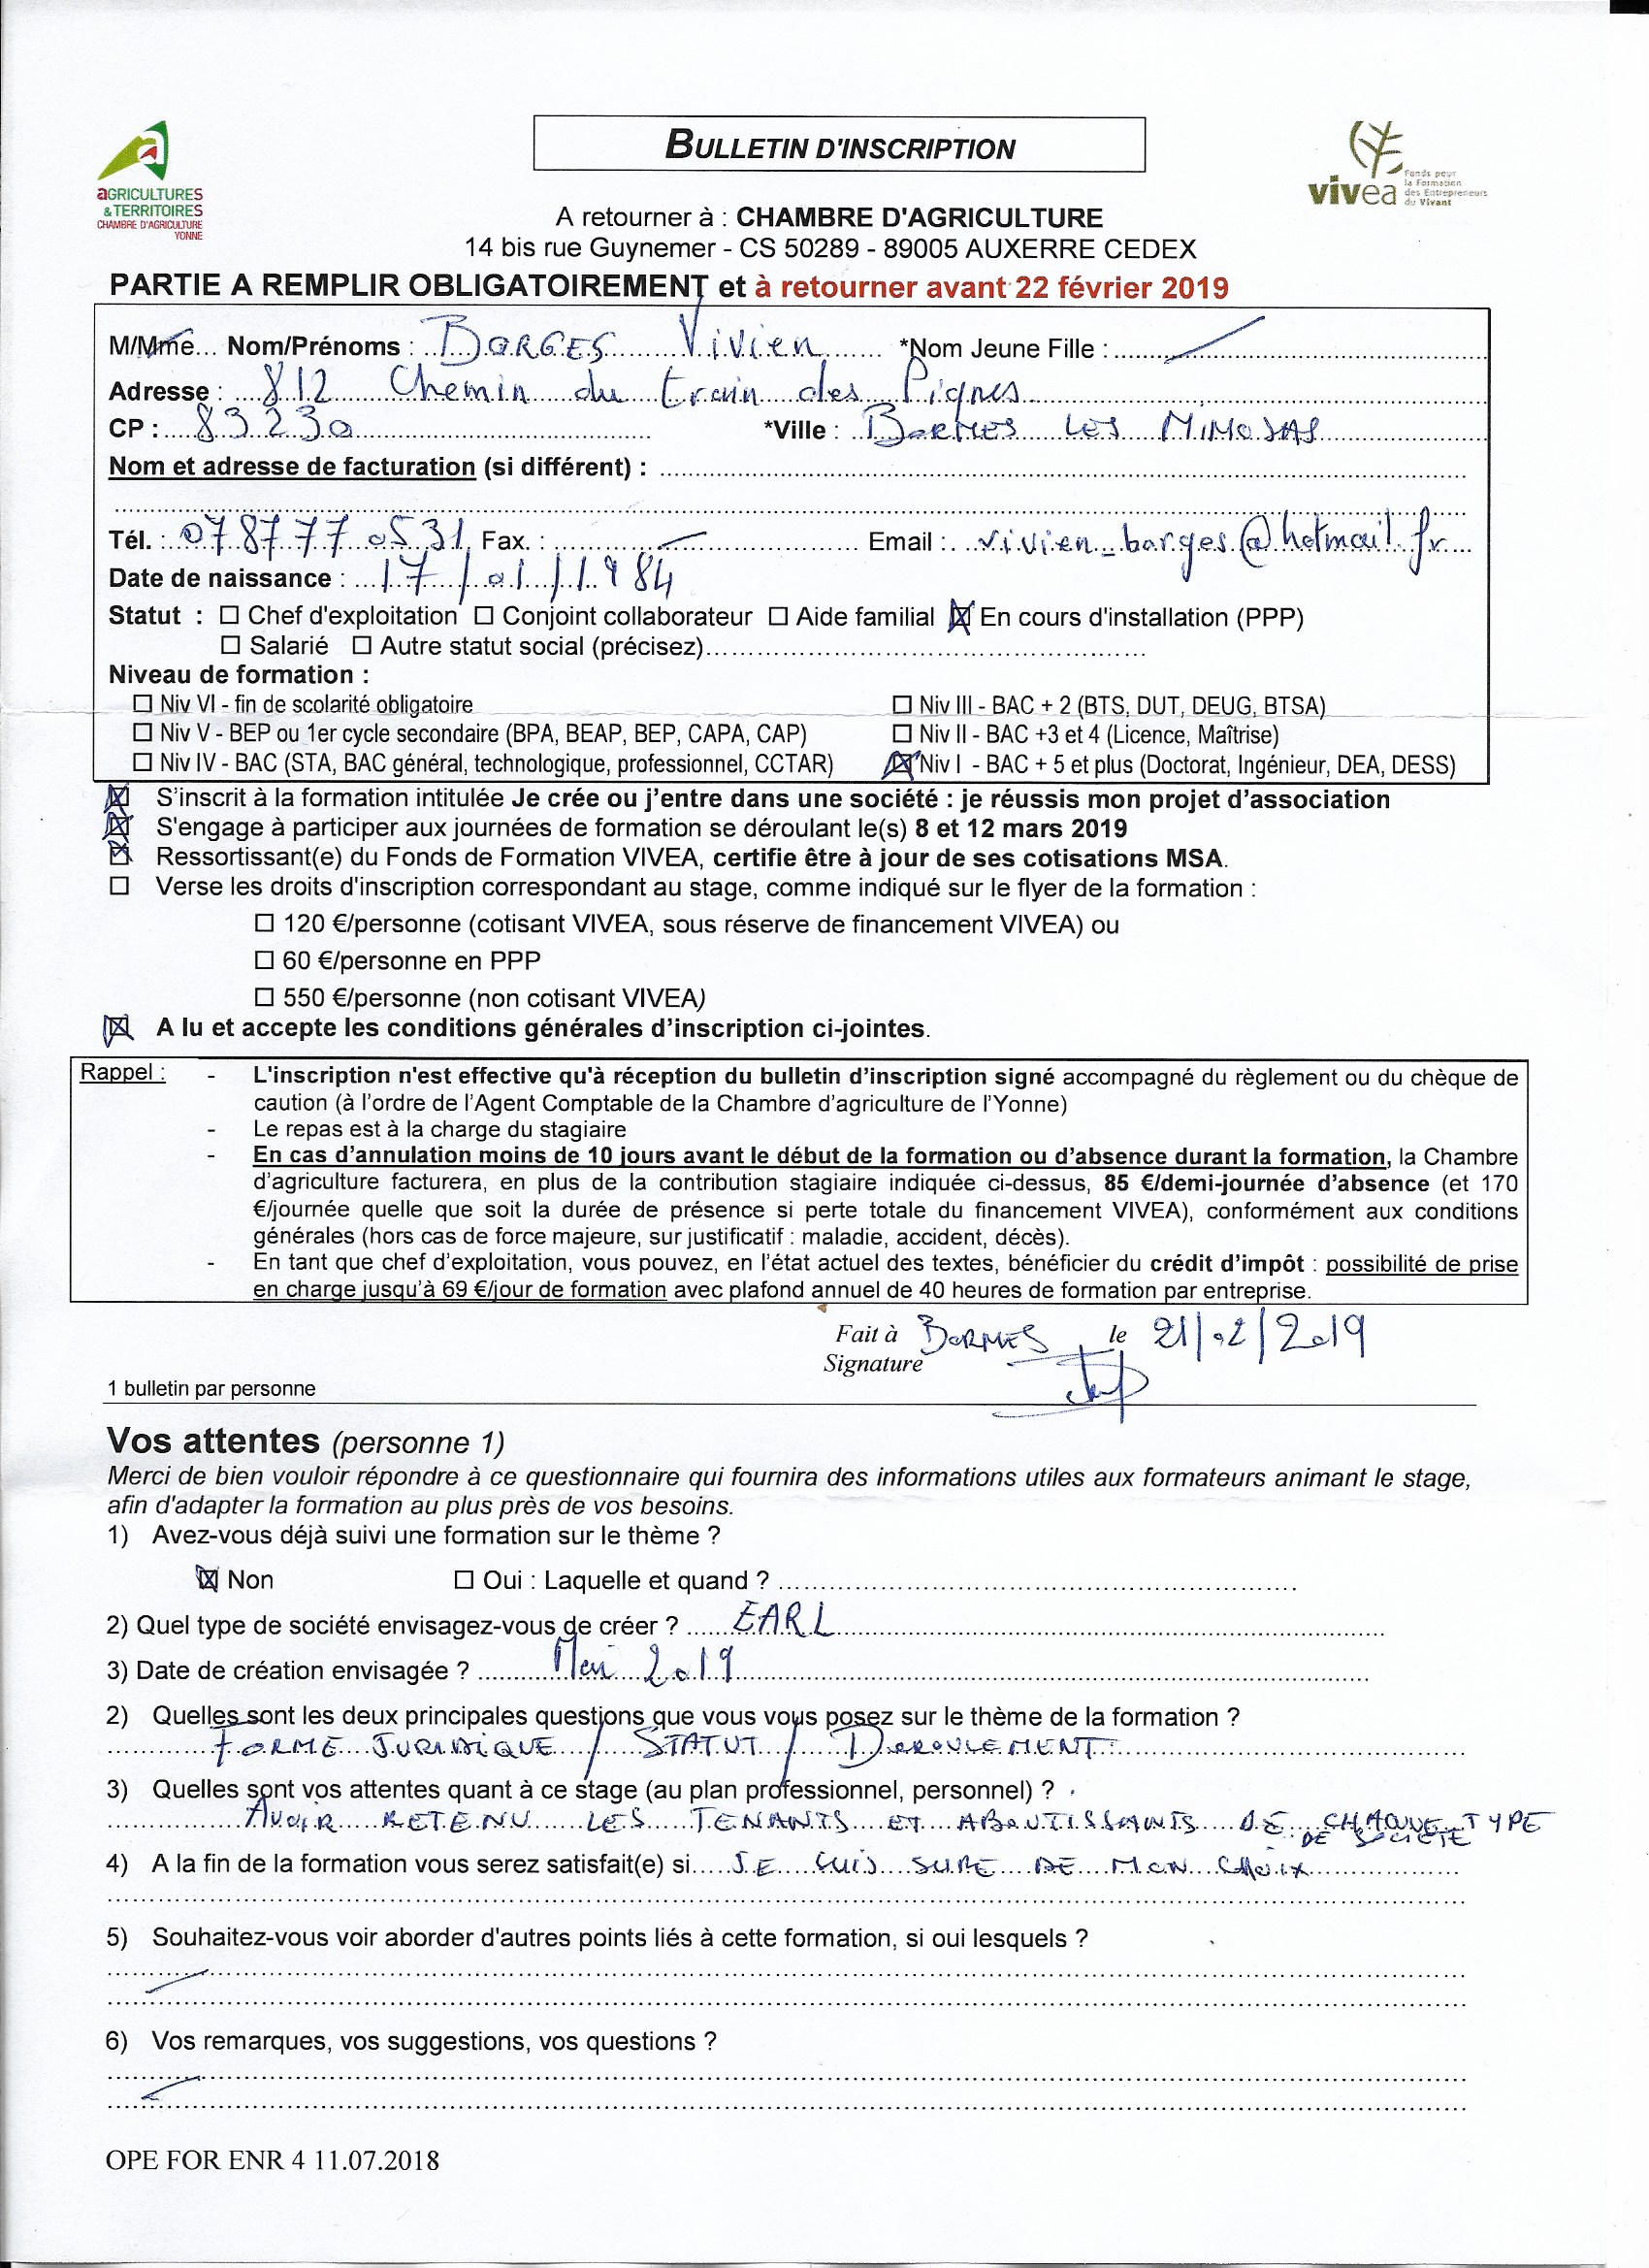 BULLETIN D'INSCRIPTION
aGRICULTURES
& TERRITOIRES
CHAMBRE D'AGRICULTURE
YONNE
vivea
Fonds pour
la Formation
des Entrepreneurs
du Vivant
A retourner à : CHAMBRE D'AGRICULTURE
14 bis rue Guynemer - CS 50289 - 89005 AUXERRE CEDEX
PARTIE A REMPLIR OBLIGATOIREMENT et à retourner avant 22 février 2019
M/Mme... Nom/Prénoms : BORGES Vivien *Nom Jeune Fille :
Adresse : 812 Chemin du train des Pignes
CP : 83230 *Ville : BORMES LES MIMOSAS
Nom et adresse de facturation (si différent) :
Tél. : 07 87 77 05 31 Fax. : Email : vivien_borges@hotmail.fr
Date de naissance : 17/01/1984
Statut : ☐ Chef d'exploitation ☐ Conjoint collaborateur ☐ Aide familial ☒ En cours d'installation (PPP)
☐ Salarié ☐ Autre statut social (précisez)
Niveau de formation :
☐ Niv VI - fin de scolarité obligatoire ☐ Niv III - BAC + 2 (BTS, DUT, DEUG, BTSA)
☐ Niv V - BEP ou 1er cycle secondaire (BPA, BEAP, BEP, CAPA, CAP) ☐ Niv II - BAC +3 et 4 (Licence, Maîtrise)
☐ Niv IV - BAC (STA, BAC général, technologique, professionnel, CCTAR) ☒ Niv I - BAC + 5 et plus (Doctorat, Ingénieur, DEA, DESS)
☒ S'inscrit à la formation intitulée Je crée ou j'entre dans une société : je réussis mon projet d'association
☒ S'engage à participer aux journées de formation se déroulant le(s) 8 et 12 mars 2019
☒ Ressortissant(e) du Fonds de Formation VIVEA, certifie être à jour de ses cotisations MSA.
☐ Verse les droits d'inscription correspondant au stage, comme indiqué sur le flyer de la formation :
☐ 120 €/personne (cotisant VIVEA, sous réserve de financement VIVEA) ou
☐ 60 €/personne en PPP
☐ 550 €/personne (non cotisant VIVEA)
☒ A lu et accepte les conditions générales d'inscription ci-jointes.
Rappel : - L'inscription n'est effective qu'à réception du bulletin d'inscription signé accompagné du règlement ou du chèque de
caution (à l'ordre de l'Agent Comptable de la Chambre d'agriculture de l'Yonne)
- Le repas est à la charge du stagiaire
- En cas d'annulation moins de 10 jours avant le début de la formation ou d'absence durant la formation, la Chambre
d'agriculture facturera, en plus de la contribution stagiaire indiquée ci-dessus, 85 €/demi-journée d'absence (et 170
€/journée quelle que soit la durée de présence si perte totale du financement VIVEA), conformément aux conditions
générales (hors cas de force majeure, sur justificatif : maladie, accident, décès).
- En tant que chef d'exploitation, vous pouvez, en l'état actuel des textes, bénéficier du crédit d'impôt : possibilité de prise
en charge jusqu'à 69 €/jour de formation avec plafond annuel de 40 heures de formation par entreprise.
Fait à BORMES le 21/02/2019
Signature
1 bulletin par personne
Vos attentes (personne 1)
Merci de bien vouloir répondre à ce questionnaire qui fournira des informations utiles aux formateurs animant le stage,
afin d'adapter la formation au plus près de vos besoins.
1) Avez-vous déjà suivi une formation sur le thème ?
☒ Non ☐ Oui : Laquelle et quand ?
2) Quel type de société envisagez-vous de créer ? EARL
3) Date de création envisagée ? Mai 2019
2) Quelles sont les deux principales questions que vous vous posez sur le thème de la formation ?
FORME JURIDIQUE / STATUT / DEROULEMENT
3) Quelles sont vos attentes quant à ce stage (au plan professionnel, personnel) ?
AVOIR RETENU LES TENANTS ET ABOUTISSANTS DE CHAQUE TYPE
DE SOCIETE
4) A la fin de la formation vous serez satisfait(e) si JE SUIS SURE DE MON CHOIX
5) Souhaitez-vous voir aborder d'autres points liés à cette formation, si oui lesquels ?
6) Vos remarques, vos suggestions, vos questions ?
OPE FOR ENR 4 11.07.2018